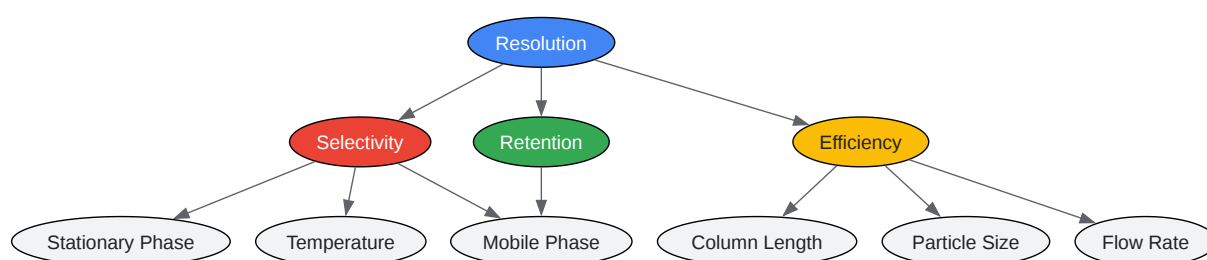 Resolution
Selectivity
Retention
Efficiency
Stationary Phase
Temperature
Mobile Phase
Column Length
Particle Size
Flow Rate